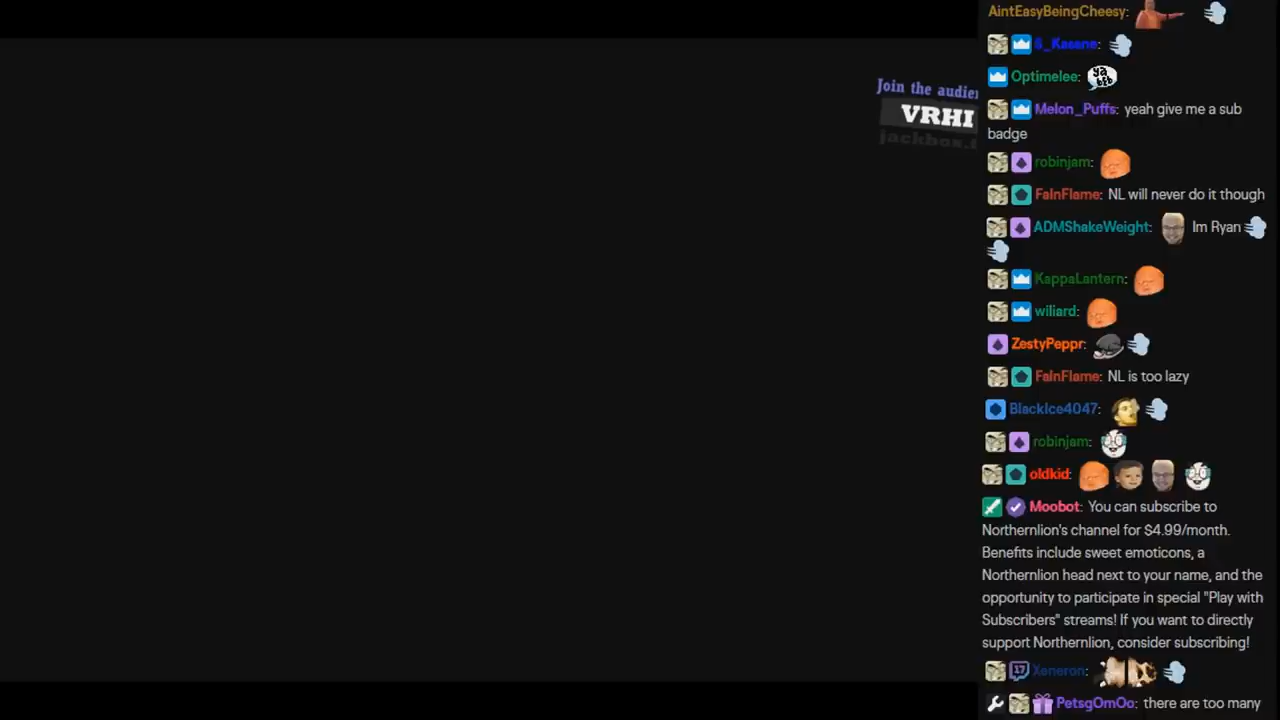 Join the audien
VRHI
AintEasyBeingCheesy:
S_Kasane:
Optimelee:
Melon_Puffs: yeah give me a sub
badge
robinjam:
FalnFlame: NL will never do it though
ADMShakeWeight: Im Ryan
KappaLantern:
wiliard:
ZestyPeppr:
FalnFlame: NL is too lazy
BlackIce4047:
robinjam:
oldkid:
Moobot: You can subscribe to
Northernlion's channel for $4.99/month.
Benefits include sweet emoticons, a
Northernlion head next to your name, and the
opportunity to participate in special "Play with
Subscribers" streams! If you want to directly
support Northernlion, consider subscribing!
Xeneron:
PetsgOmOo: there are too many